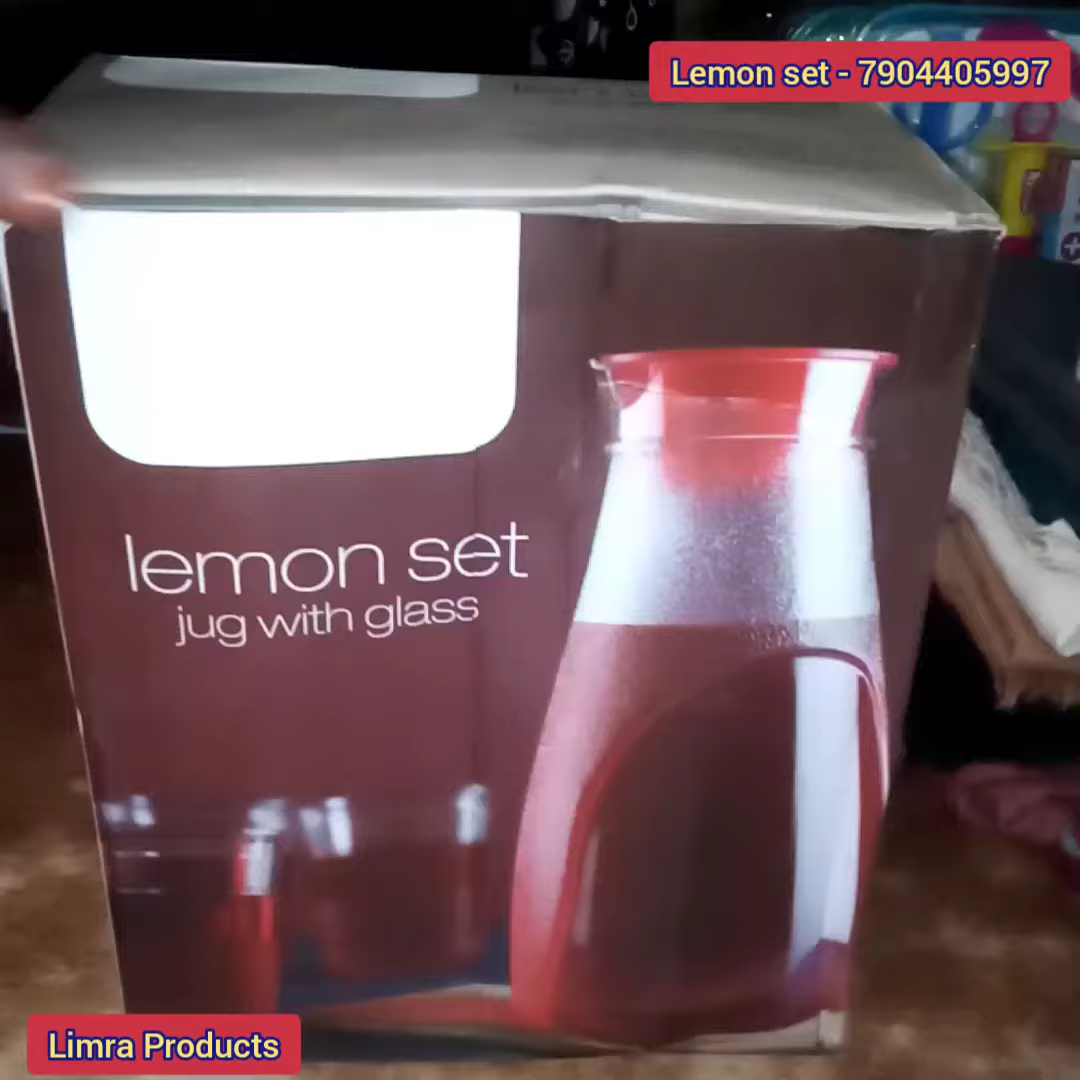 Lemon set - 7904405997
lemon set
jug with glass
Limra Products